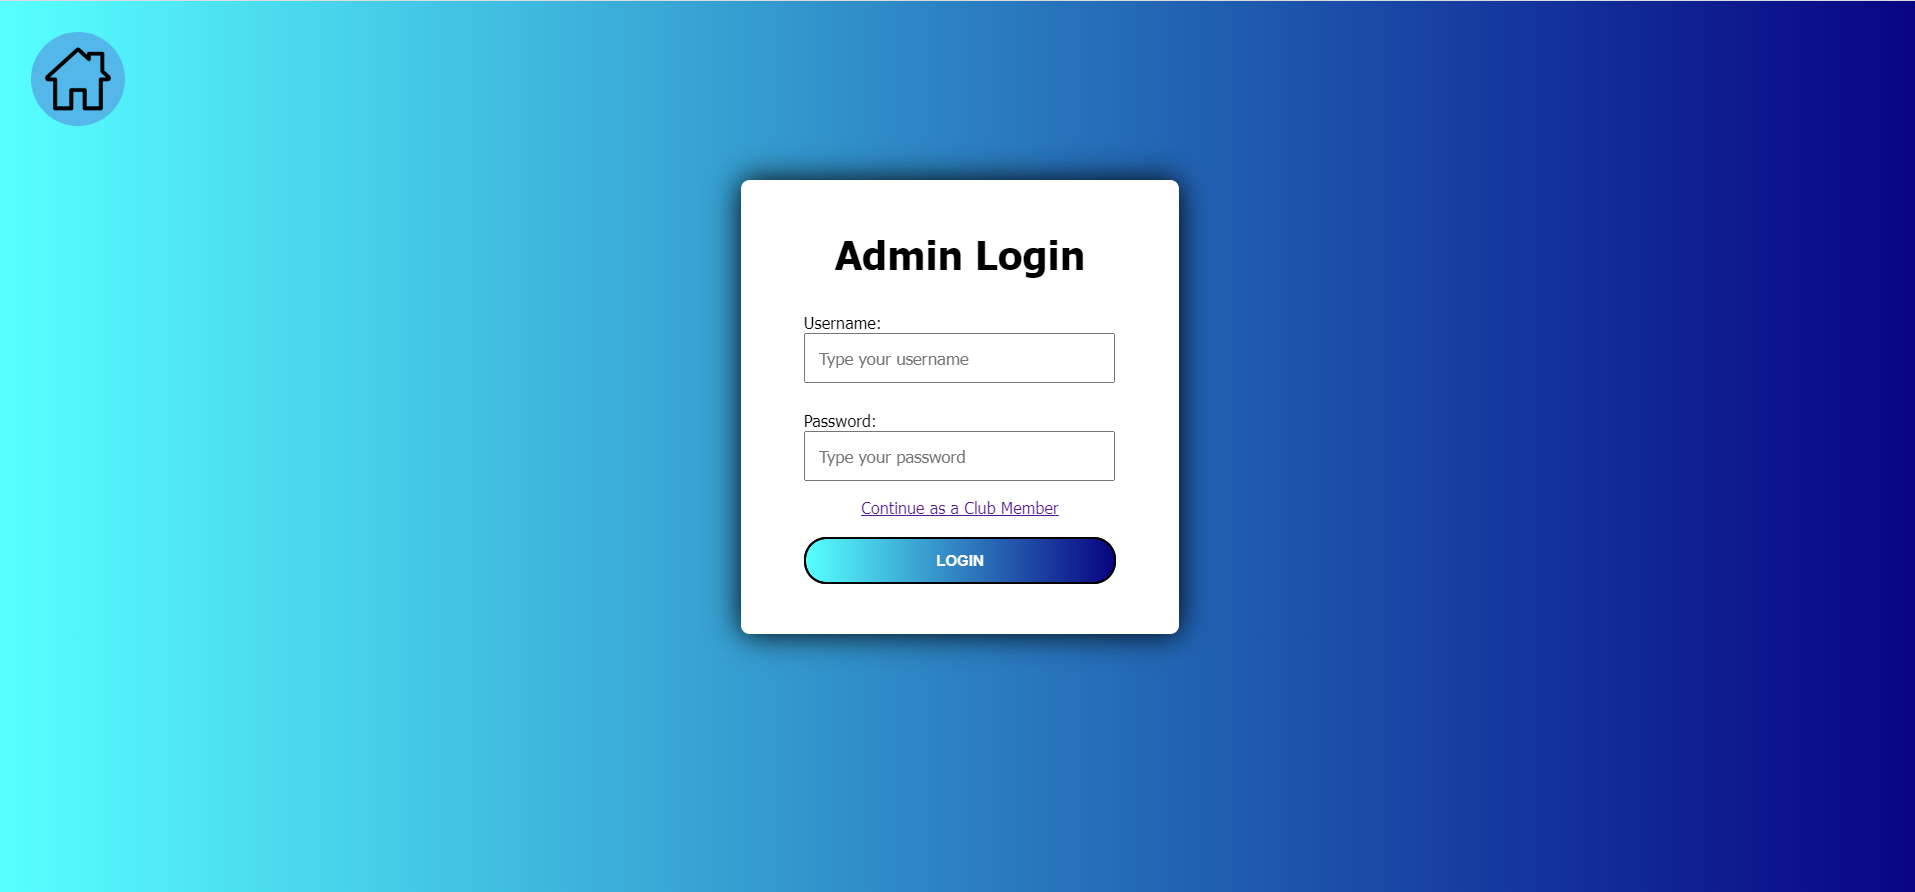 Admin Login
Username:
Type your username
Password:
Type your password
Continue as a Club Member
LOGIN